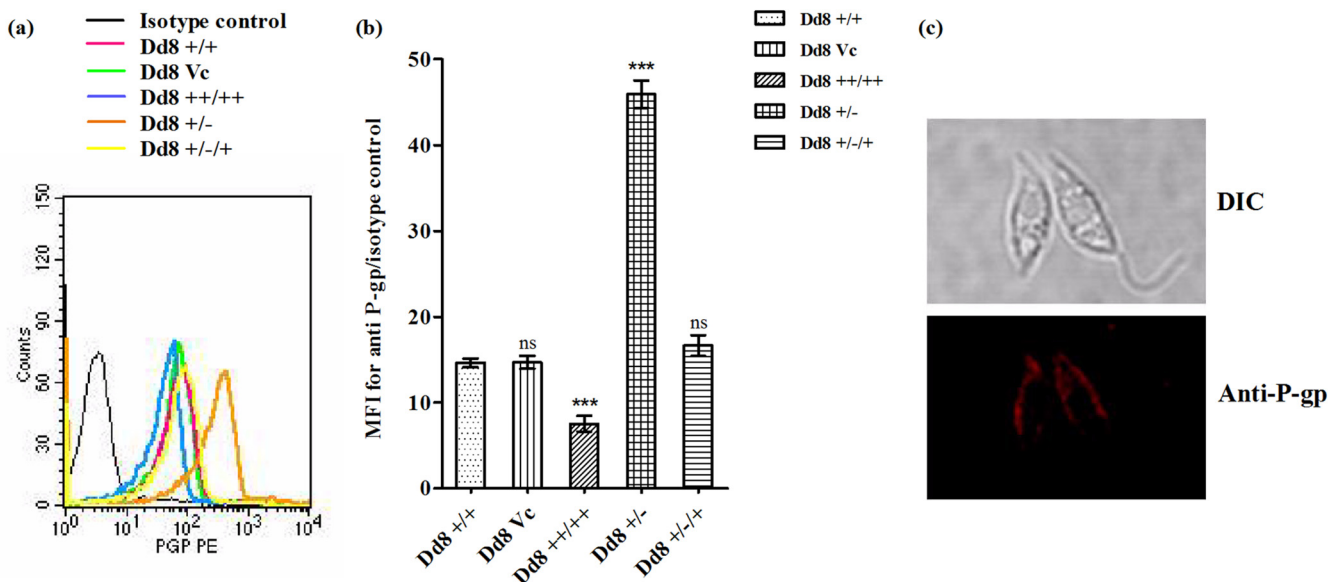 (a)
Isotype control
Dd8 +/+
Dd8 Vc
Dd8 ++/++
Dd8 +/-
Dd8 +/-/+
150
120
90
60
30
0
Counts
10^0 10^1 10^2 10^3 10^4
PGP PE
(b)
MFI for anti P-gp/isotype control
50
40
30
20
10
0
ns
***
***
ns
Dd8 +/+
Dd8 Vc
Dd8 ++/++
Dd8 +/-
Dd8 +/-/+
Dd8 +/+
Dd8 Vc
Dd8 ++/++
Dd8 +/-
Dd8 +/-/+
(c)
DIC
Anti-P-gp